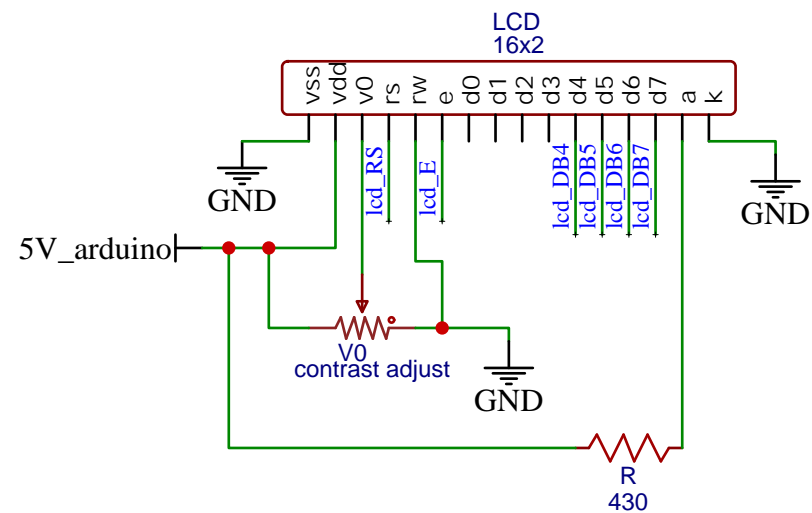 LCD
16x2
vss
vdd
v0
rs
rw
e
d0
d1
d2
d3
d4
d5
d6
d7
a
k
lcd_RS
lcd_E
lcd_DB4
lcd_DB5
lcd_DB6
lcd_DB7
GND
GND
5V_arduino
V0
contrast adjust
GND
R
430